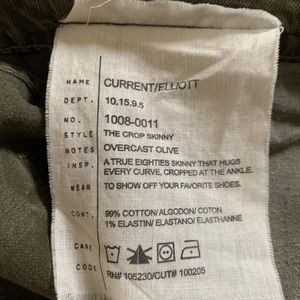 NAME CURRENT/ELLIOTT
DEPT. 10.15.9.5
NO. 1008-0011
STYLE THE CROP SKINNY
NOTES OVERCAST OLIVE
INSP. A TRUE EIGHTIES SKINNY THAT HUGS
EVERY CURVE, CROPPED AT THE ANKLE.
WEAR TO SHOW OFF YOUR FAVORITE SHOES.
CONT. 99% COTTON/ALGODON/COTON
1% ELASTIN/ELASTANO/ELASTHANNE
CARE
CODE RN# 105230/CUT# 100205